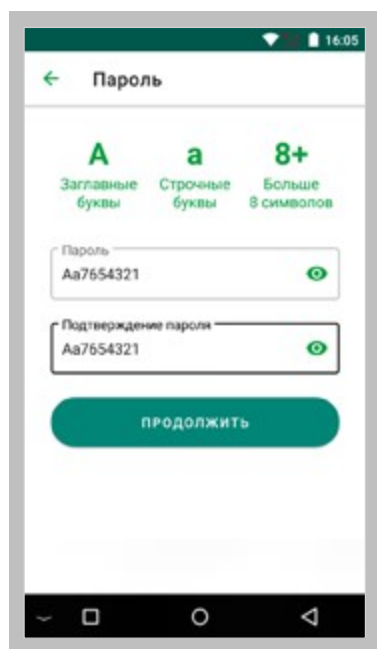 16:05
Пароль
A a 8+
Заглавные Строчные Больше
буквы буквы 8 символов
Пароль
Aa7654321
Подтверждение пароля
Aa7654321
ПРОДОЛЖИТЬ